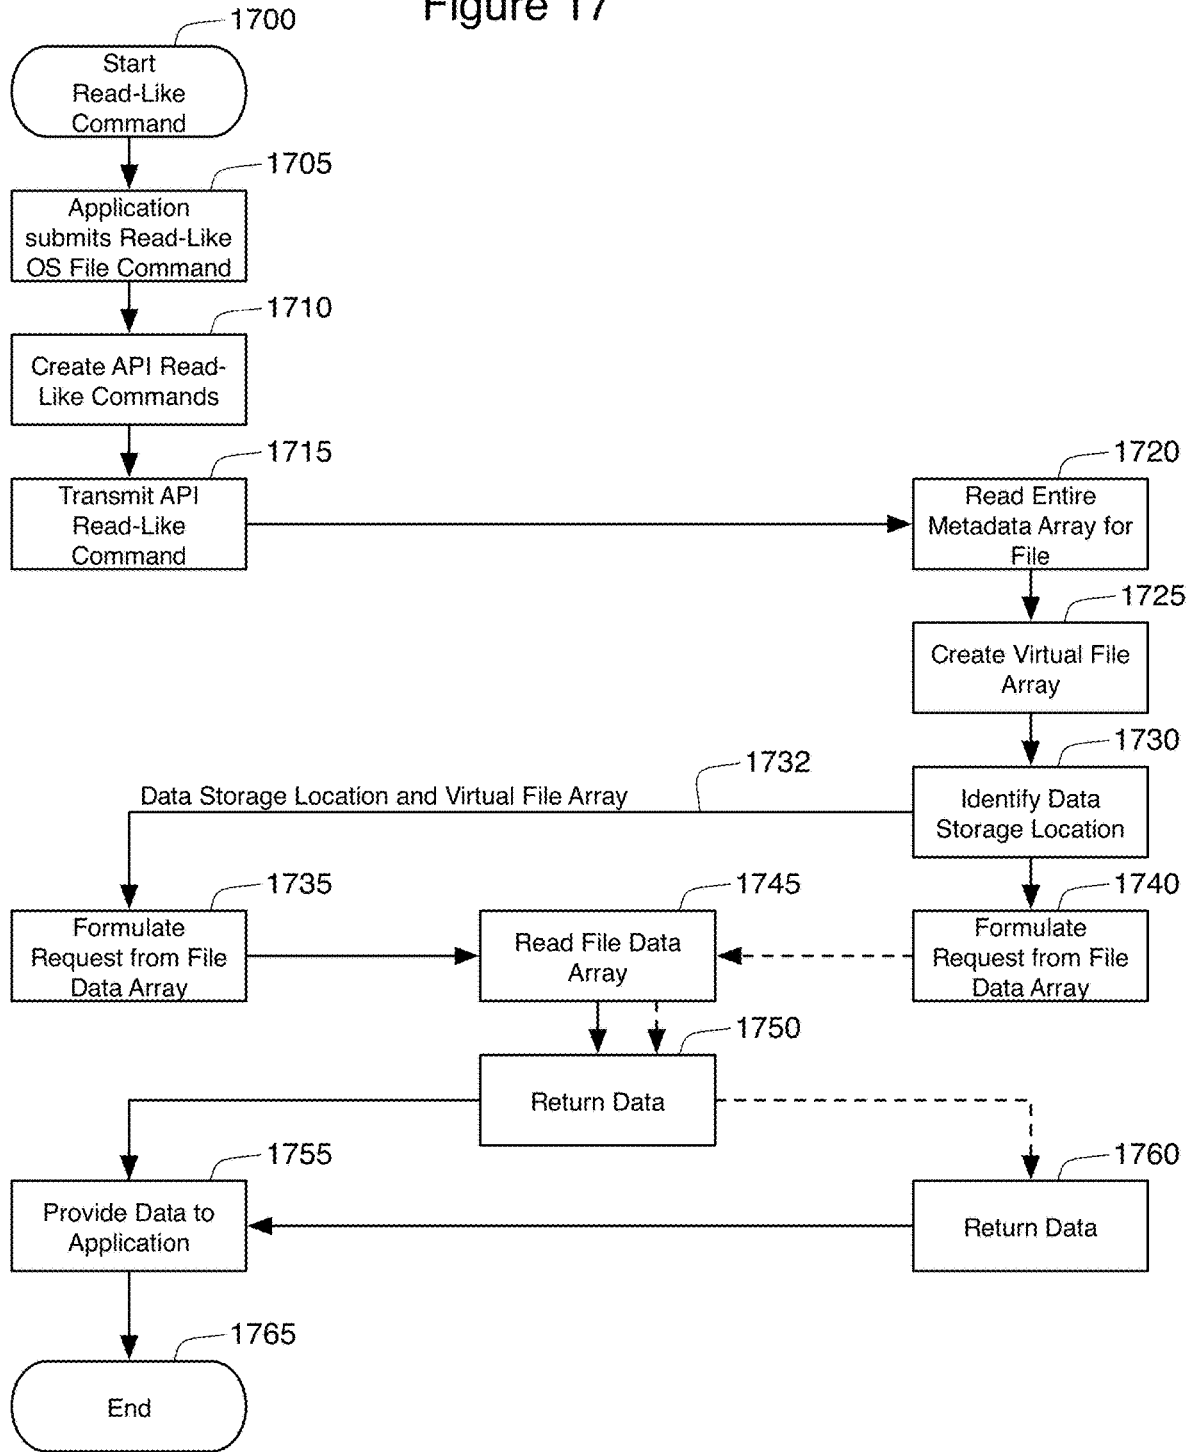 Figure 17
1700
Start
Read-Like
Command
1705
Application
submits Read-Like
OS File Command
1710
Create API Read-
Like Commands
1715
Transmit API
Read-Like
Command
1720
Read Entire
Metadata Array for
File
1725
Create Virtual File
Array
1730
Identify Data
Storage Location
1732
Data Storage Location and Virtual File Array
1735
Formulate
Request from File
Data Array
1745
Read File Data
Array
1740
Formulate
Request from File
Data Array
1750
Return Data
1755
Provide Data to
Application
1760
Return Data
1765
End